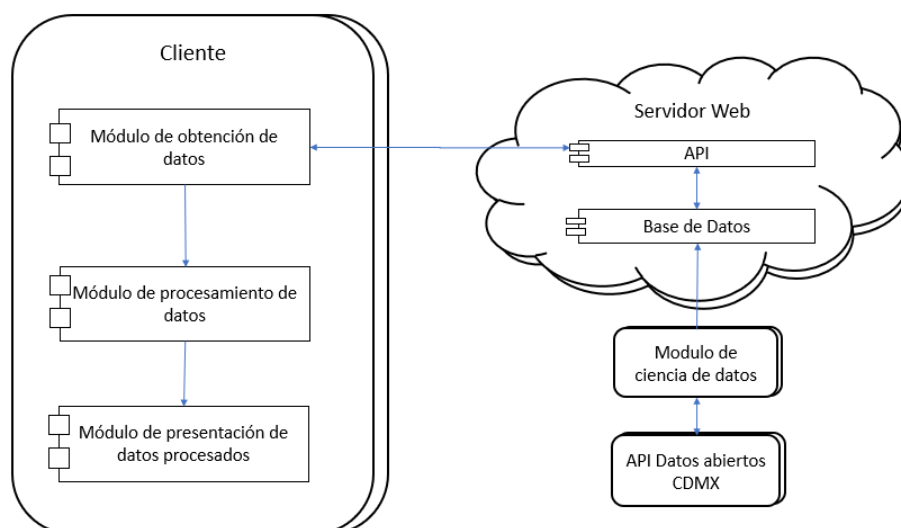 Cliente
Módulo de obtención de
datos
Módulo de procesamiento de
datos
Módulo de presentación de
datos procesados
Servidor Web
API
Base de Datos
Modulo de
ciencia de datos
API Datos abiertos
CDMX